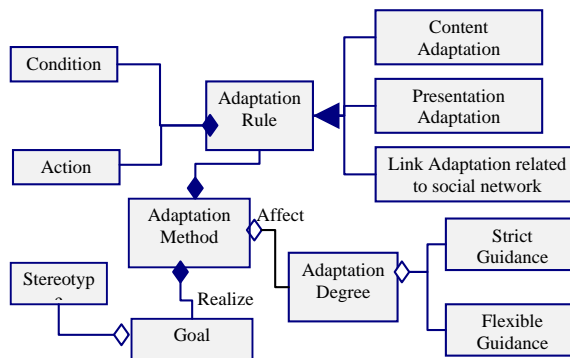 Content
Adaptation
Condition
Adaptation
Rule
Presentation
Adaptation
Action
Link Adaptation related
to social network
Adaptation
Method
Affect
Strict
Guidance
Adaptation
Degree
Stereotyp
Realize
Goal
Flexible
Guidance